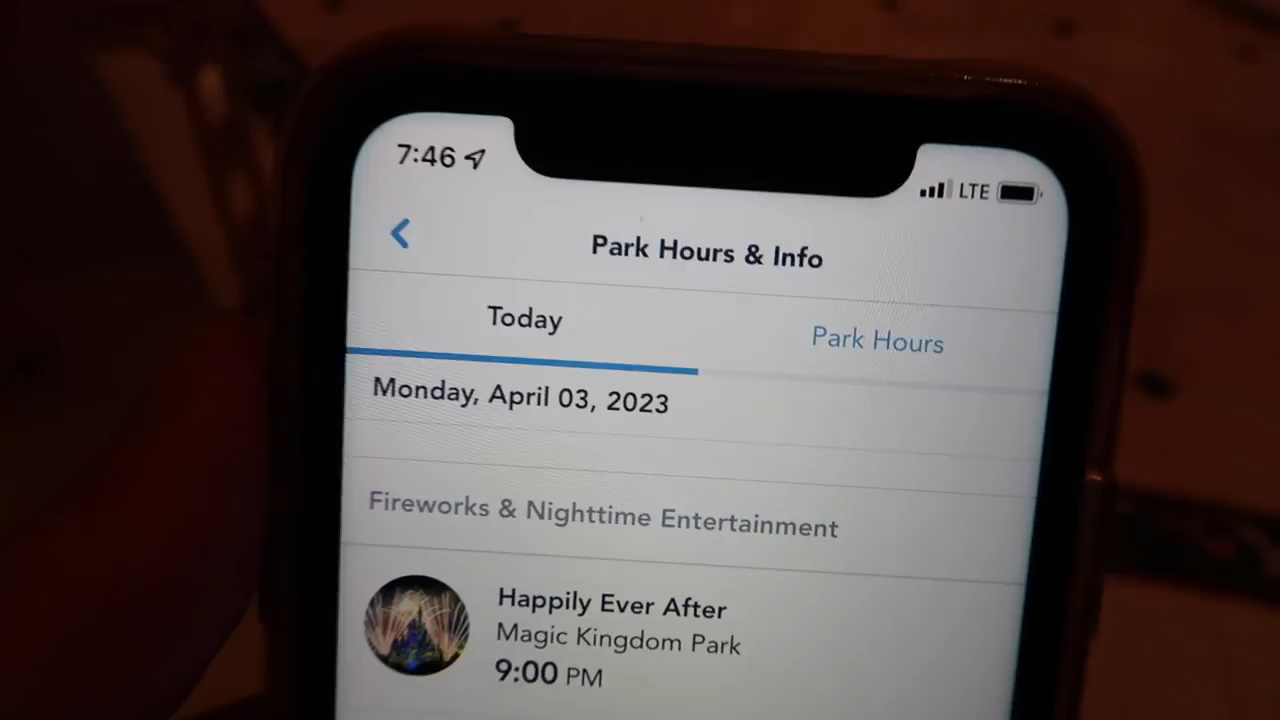 7:46
LTE
Park Hours & Info
Today
Park Hours
Monday, April 03, 2023
Fireworks & Nighttime Entertainment
Happily Ever After
Magic Kingdom Park
9:00 PM